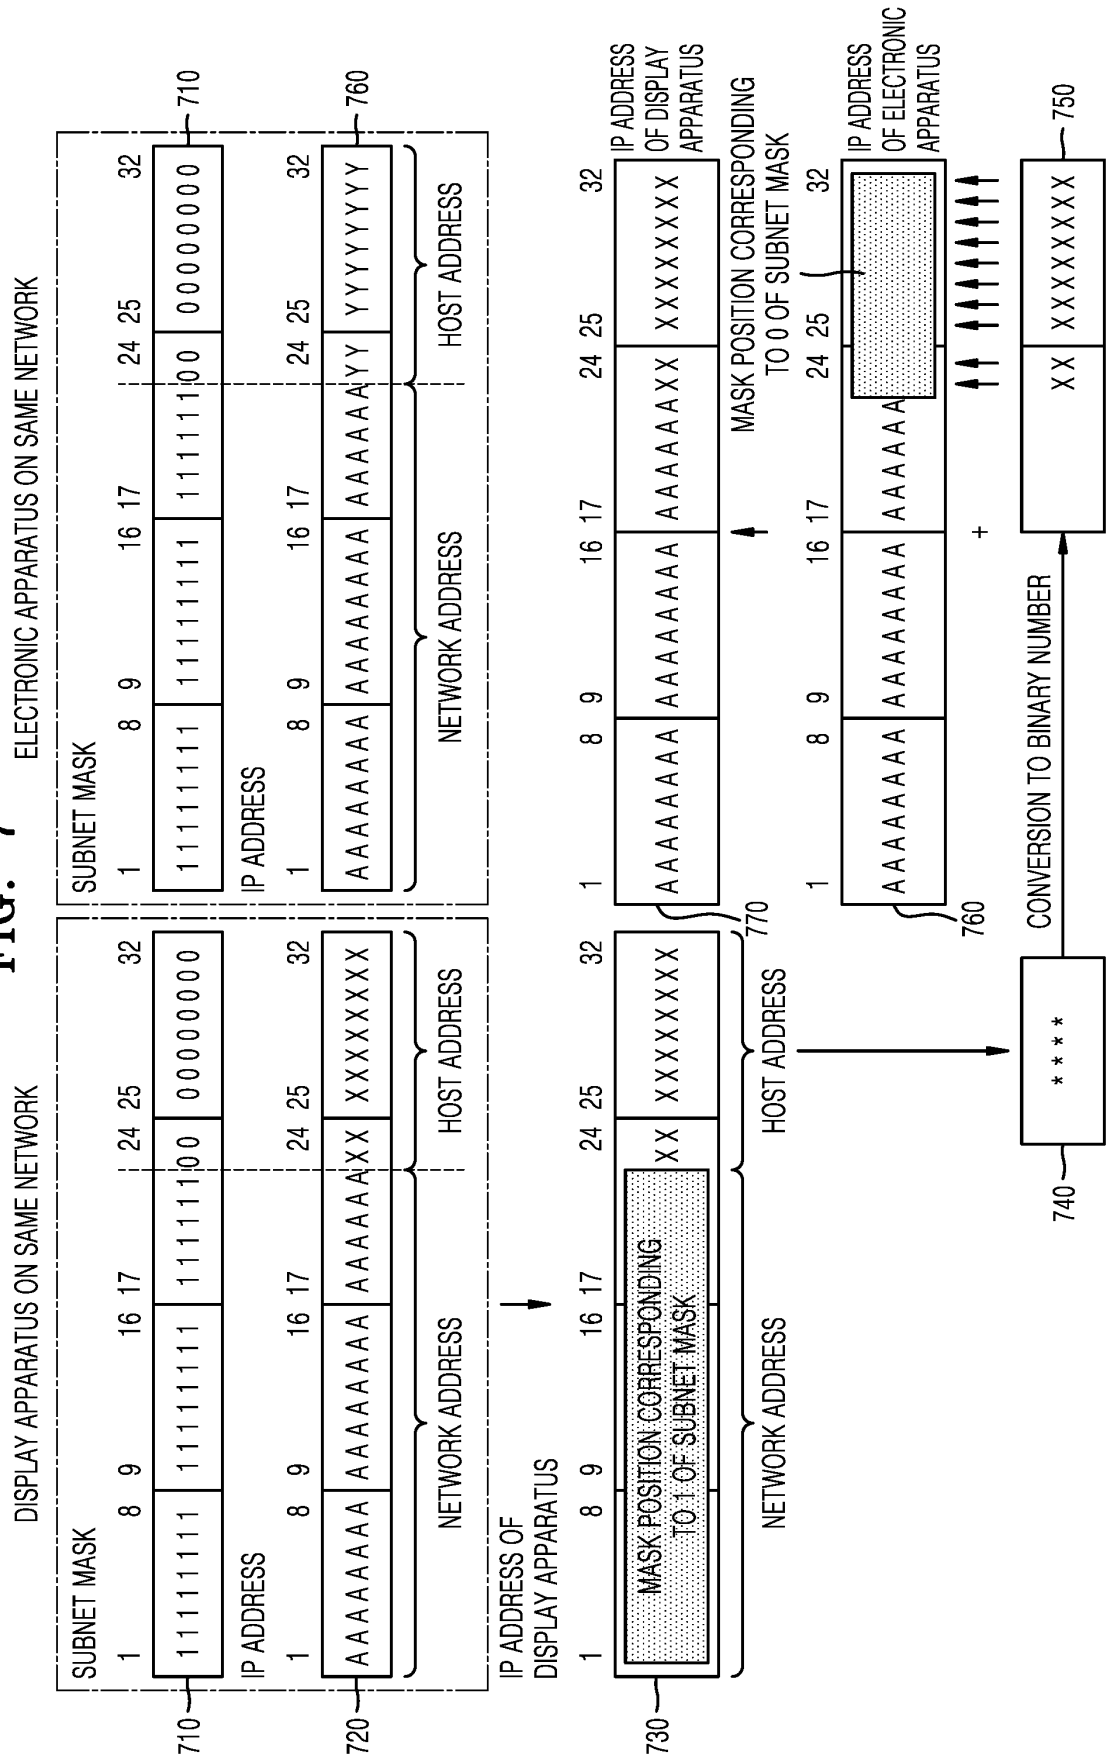 FIG. 7
DISPLAY APPARATUS ON SAME NETWORK
SUBNET MASK
1 8 9 16 17 24 25 32
710 11111111 11111111 11111100 00000000
IP ADDRESS
1 8 9 16 17 24 25 32
720 AAAAAAAA AAAAAAAA AAAAAAXX XXXXXXXX
NETWORK ADDRESS HOST ADDRESS
ELECTRONIC APPARATUS ON SAME NETWORK
SUBNET MASK
1 8 9 16 17 24 25 32
11111111 11111111 11111100 00000000 710
IP ADDRESS
1 8 9 16 17 24 25 32
AAAAAAAA AAAAAAAA AAAAAAYY YYYYYYYY 760
NETWORK ADDRESS HOST ADDRESS
IP ADDRESS OF
DISPLAY APPARATUS
1 8 9 16 17 24 25 32
MASK POSITION CORRESPONDING
TO 1 OF SUBNET MASK
730 XX XXXXXXXX
NETWORK ADDRESS HOST ADDRESS
740 ****
CONVERSION TO BINARY NUMBER
1 8 9 16 17 24 25 32
AAAAAAAA AAAAAAAA AAAAAAXX XXXXXXXX
770
IP ADDRESS
OF DISPLAY
APPARATUS
MASK POSITION CORRESPONDING
TO 0 OF SUBNET MASK
1 8 9 16 17 24 25 32
AAAAAAAA AAAAAAAA AAAAAA
760
IP ADDRESS
OF ELECTRONIC
APPARATUS
+
XX XXXXXXXX 750